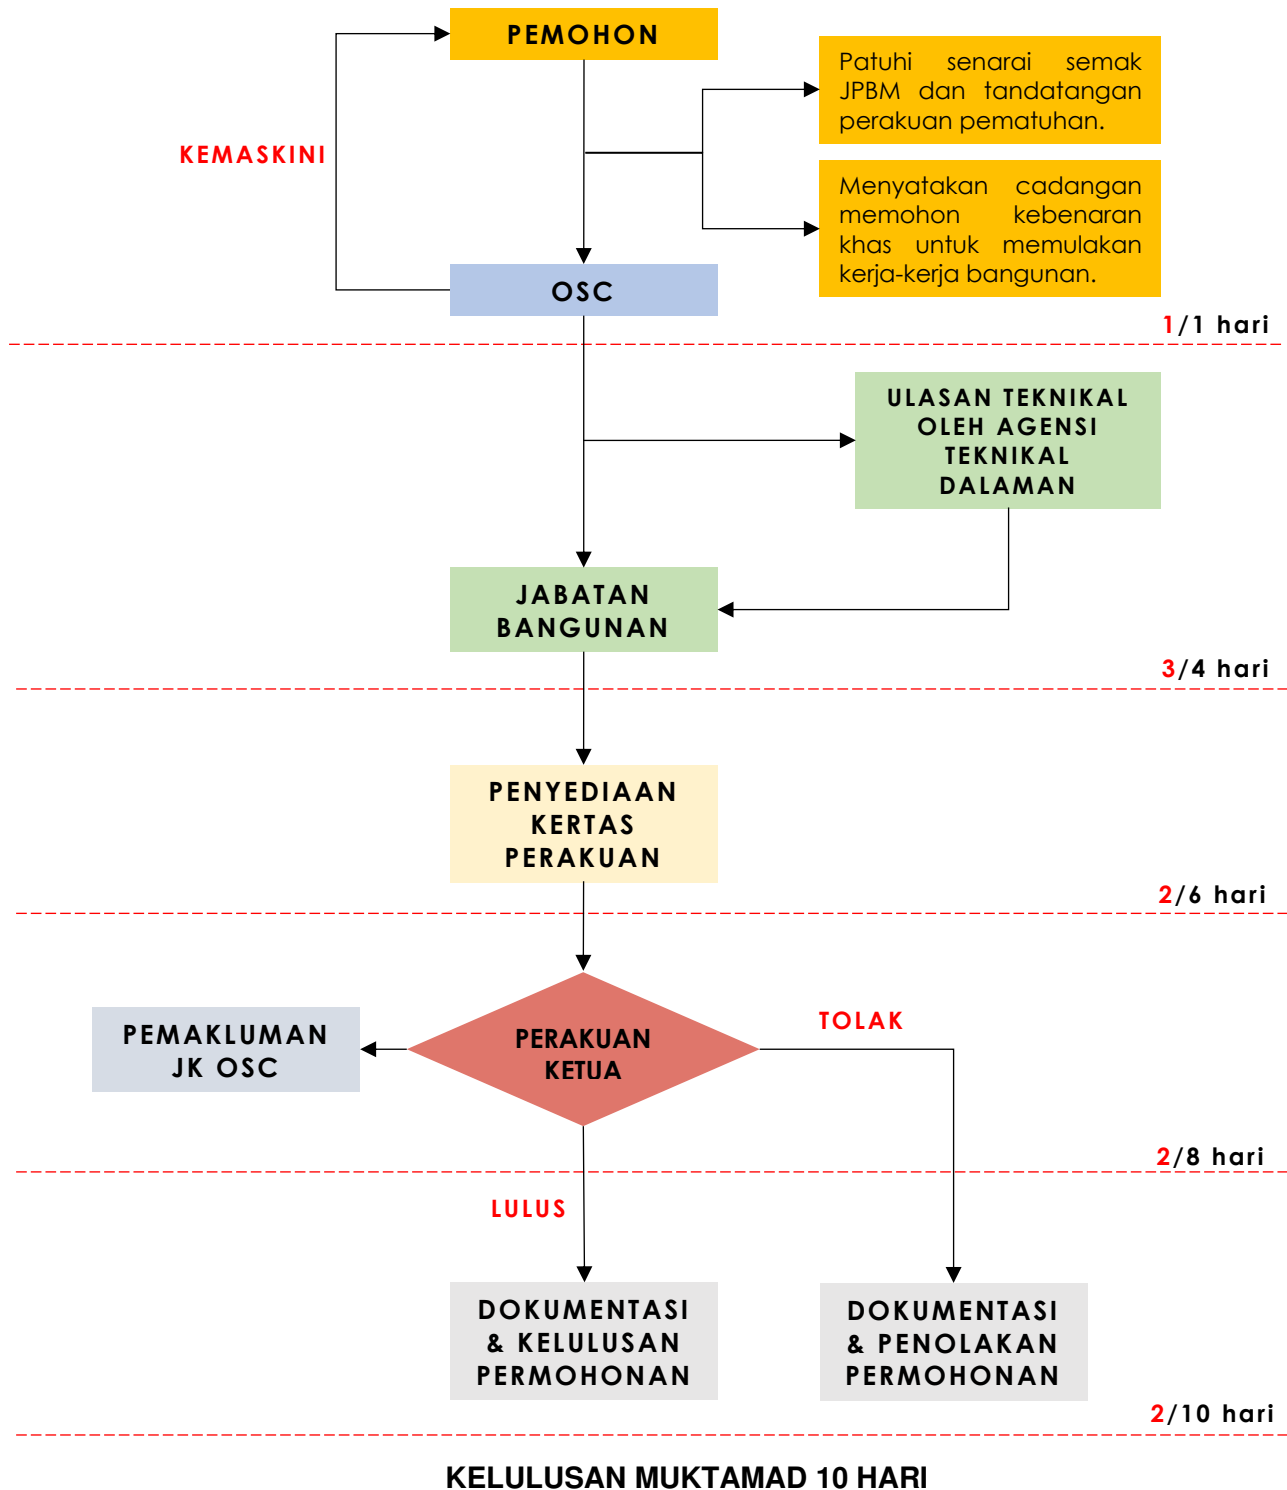 PEMOHON
Patuhi senarai semak
JPBM dan tandatangan
perakuan pematuhan.
KEMASKINI
Menyatakan cadangan
memohon kebenaran
khas untuk memulakan
kerja-kerja bangunan.
OSC
1/1 hari
ULASAN TEKNIKAL
OLEH AGENSI
TEKNIKAL
DALAMAN
JABATAN
BANGUNAN
3/4 hari
PENYEDIAAN
KERTAS
PERAKUAN
2/6 hari
PEMAKLUMAN
JK OSC
PERAKUAN
KETUA
TOLAK
2/8 hari
LULUS
DOKUMENTASI
& KELULUSAN
PERMOHONAN
DOKUMENTASI
& PENOLAKAN
PERMOHONAN
2/10 hari
KELULUSAN MUKTAMAD 10 HARI